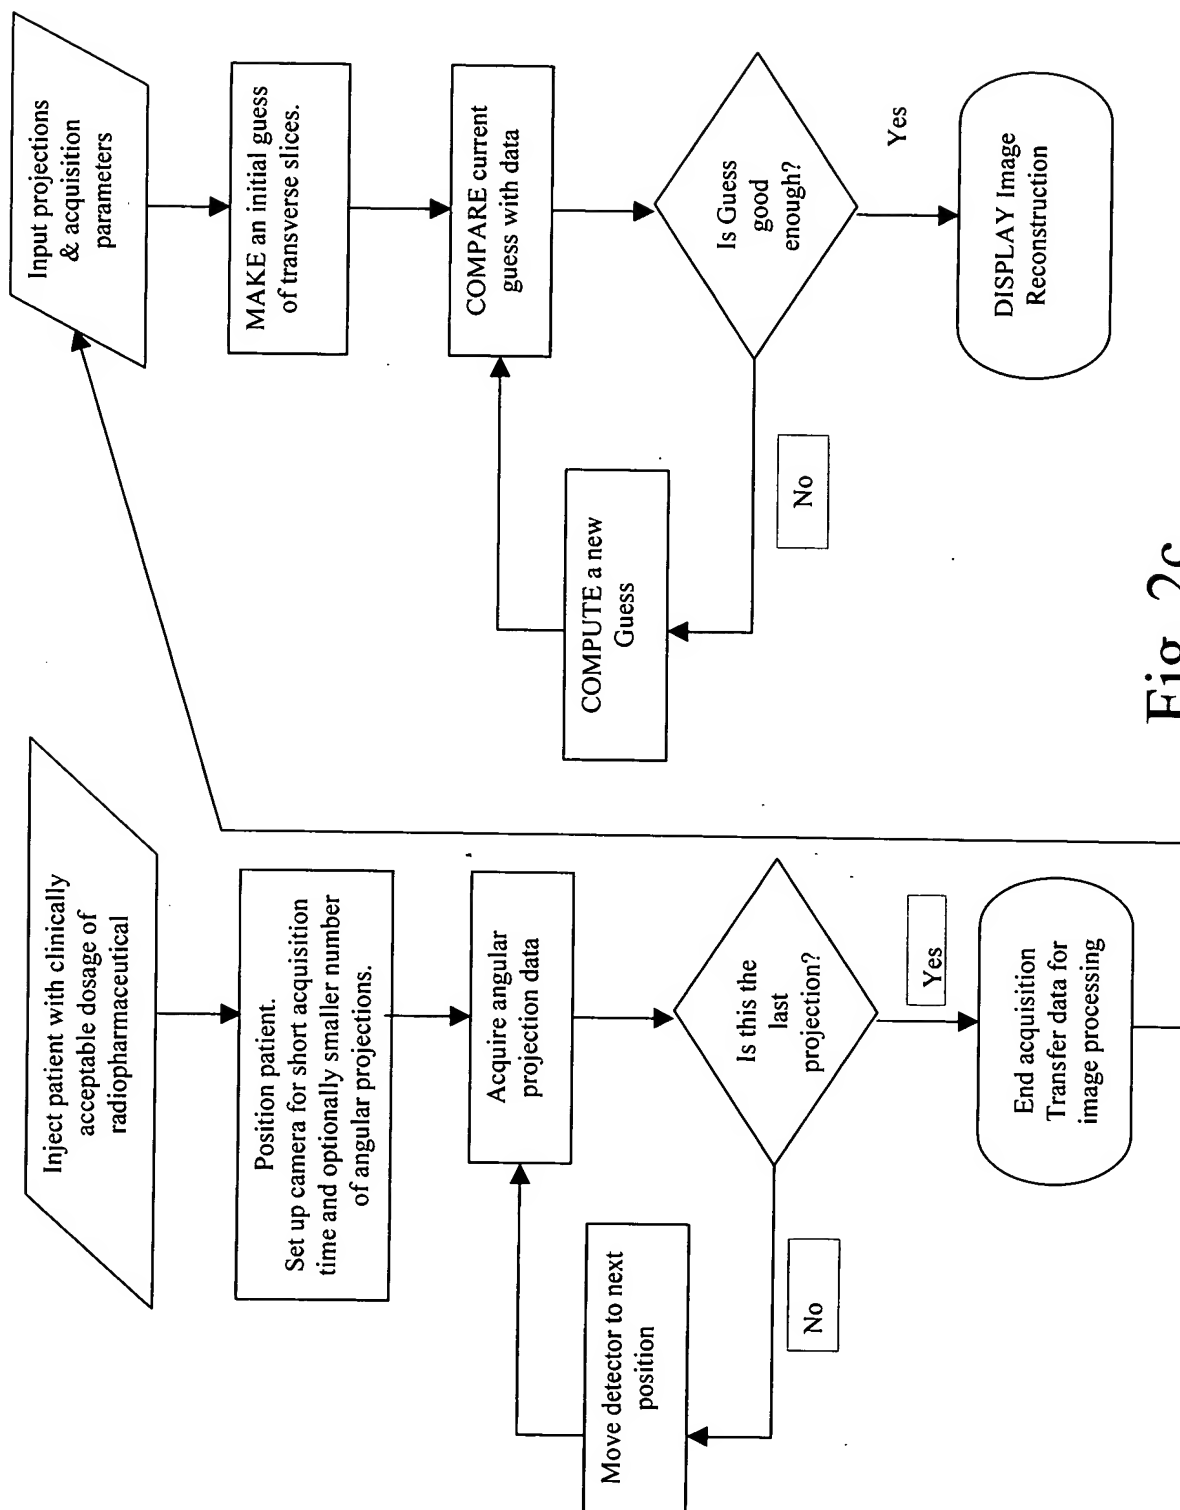 Inject patient with clinically
acceptable dosage of
radiopharmaceutical
Position patient.
Set up camera for short acquisition
time and optionally smaller number
of angular projections.
Acquire angular
projection data
Is this the
last
projection?
Move detector to next
position
No
Yes
End acquisition
Transfer data for
image processing
Input projections
& acquisition
parameters
MAKE an initial guess
of transverse slices.
COMPARE current
guess with data
Is Guess
good
enough?
COMPUTE a new
Guess
No
Yes
DISPLAY Image
Reconstruction
Fig. 2c